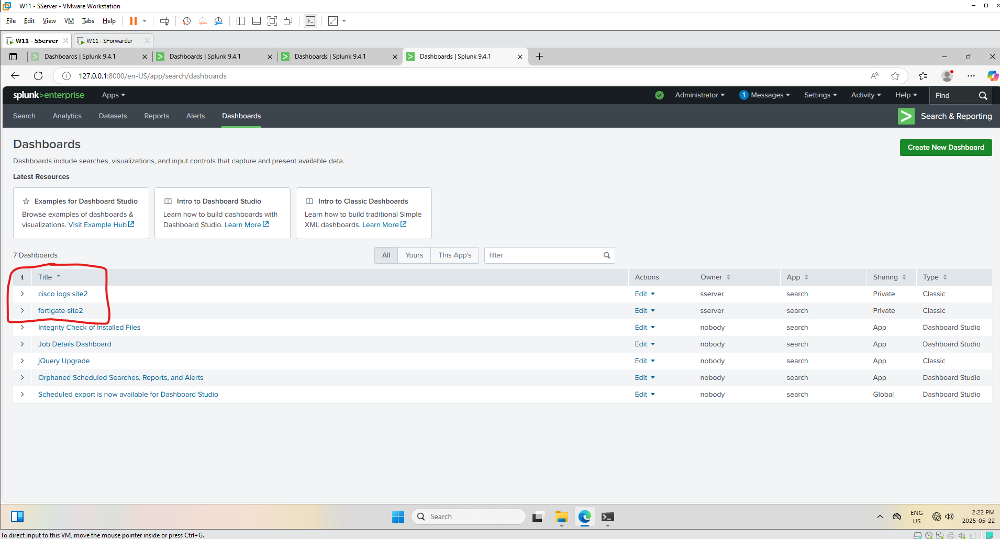 W11 - SServer - VMware Workstation
File Edit View VM Tabs Help
W11 - SServer W11 - SForwarder
Dashboards | Splunk 9.4.1 Dashboards | Splunk 9.4.1 Dashboards | Splunk 9.4.1 Dashboards | Splunk 9.4.1
127.0.0.1:8000/en-US/app/search/dashboards
splunk>enterprise Apps Administrator 1 Messages Settings Activity Help Find
Search Analytics Datasets Reports Alerts Dashboards Search & Reporting
Dashboards
Create New Dashboard
Dashboards include searches, visualizations, and input controls that capture and present available data.
Latest Resources
Examples for Dashboard Studio
Browse examples of dashboards &
visualizations. Visit Example Hub
Intro to Dashboard Studio
Learn how to build dashboards with
Dashboard Studio. Learn More
Intro to Classic Dashboards
Learn how to build traditional Simple
XML dashboards. Learn More
7 Dashboards All Yours This App's filter
i Title Actions Owner App Sharing Type
cisco logs site2 Edit sserver search Private Classic
fortigate-site2 Edit sserver search Private Classic
Integrity Check of Installed Files Edit nobody search App Dashboard Studio
Job Details Dashboard Edit nobody search App Dashboard Studio
jQuery Upgrade Edit nobody search App Classic
Orphaned Scheduled Searches, Reports, and Alerts Edit nobody search App Dashboard Studio
Scheduled export is now available for Dashboard Studio Edit nobody search Global Dashboard Studio
Search
ENG
US
2:22 PM
2025-05-22
To direct input to this VM, move the mouse pointer inside or press Ctrl+G.